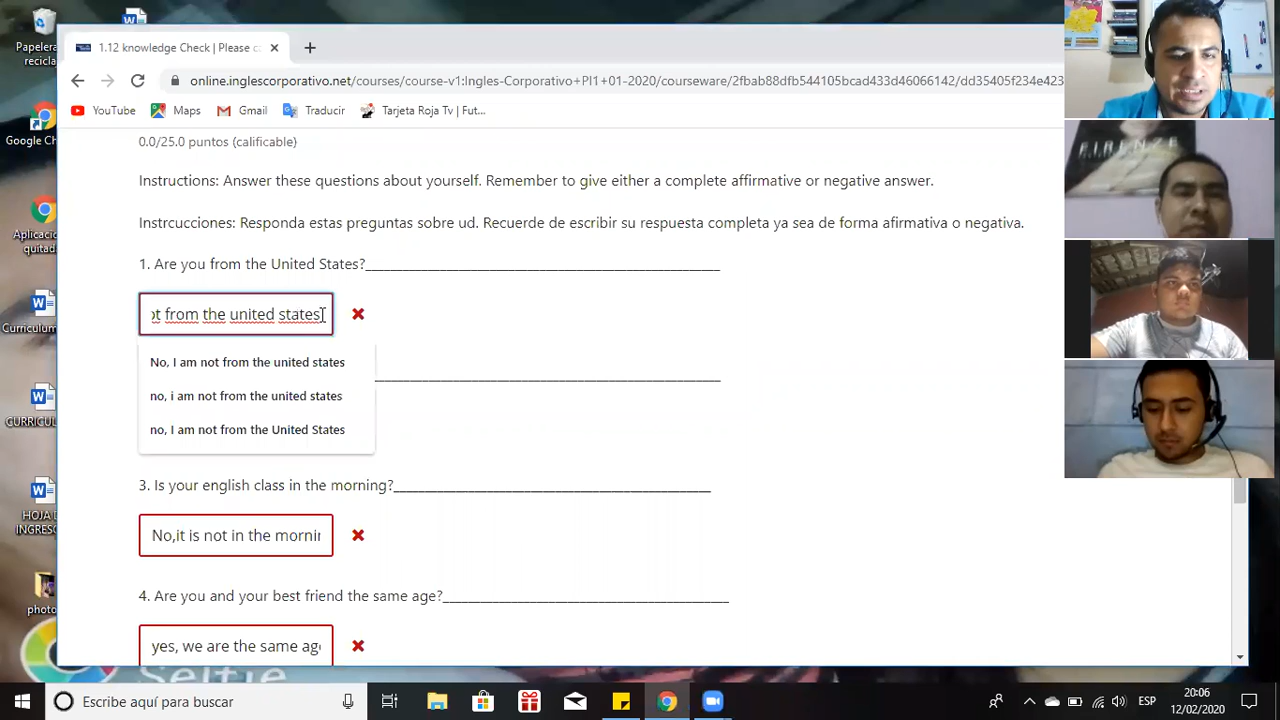 Papelera
recicla
1.12 knowledge Check | Please c
online.inglescorporativo.net/courses/course-v1:Ingles-Corporativo+PI1+01-2020/courseware/2fbab88dfb544105bcad433d46066142/dd35405f234e423
YouTube
Maps
Gmail
Traducir
Tarjeta Roja Tv | Fut...
FIRENZE
Google Ch
0.0/25.0 puntos (calificable)
Instructions: Answer these questions about yourself. Remember to give either a complete affirmative or negative answer.
Instrcucciones: Responda estas preguntas sobre ud. Recuerde de escribir su respuesta completa ya sea de forma afirmativa o negativa.
Aplicacio
quitad
1. Are you from the United States?
ot from the united states
No, I am not from the united states
no, i am not from the united states
no, I am not from the United States
Curriculum
CURRICUL
3. Is your english class in the morning?
No,it is not in the mornin
HOJA D
INGRESO
4. Are you and your best friend the same age?
yes, we are the same age
photo
Selfie
Escribe aquí para buscar
ESP
20:06
12/02/2020